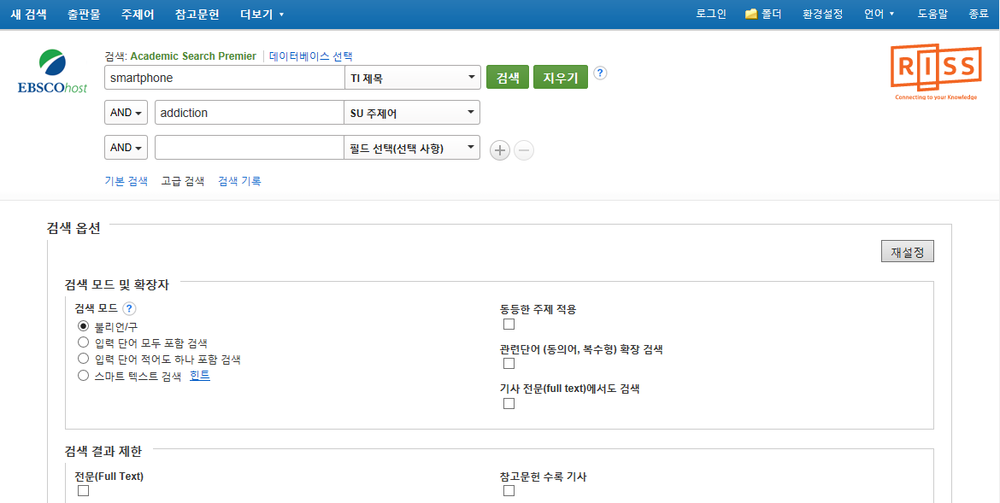 새 검색 출판물 주제어 참고문헌 더보기 로그인 폴더 환경설정 언어 도움말 종료
EBSCOhost
검색: Academic Search Premier 데이터베이스 선택
smartphone TI 제목 검색 지우기 ?
AND addiction SU 주제어
AND 필드 선택(선택 사항)
기본 검색 고급 검색 검색 기록
RISS
Connecting to your Knowledge
검색 옵션
재설정
검색 모드 및 확장자
검색 모드 ?
불리언/구
입력 단어 모두 포함 검색
입력 단어 적어도 하나 포함 검색
스마트 텍스트 검색 힌트
동등한 주제 적용
관련단어 (동의어, 복수형) 확장 검색
기사 전문(full text)에서도 검색
검색 결과 제한
전문(Full Text)
참고문헌 수록 기사